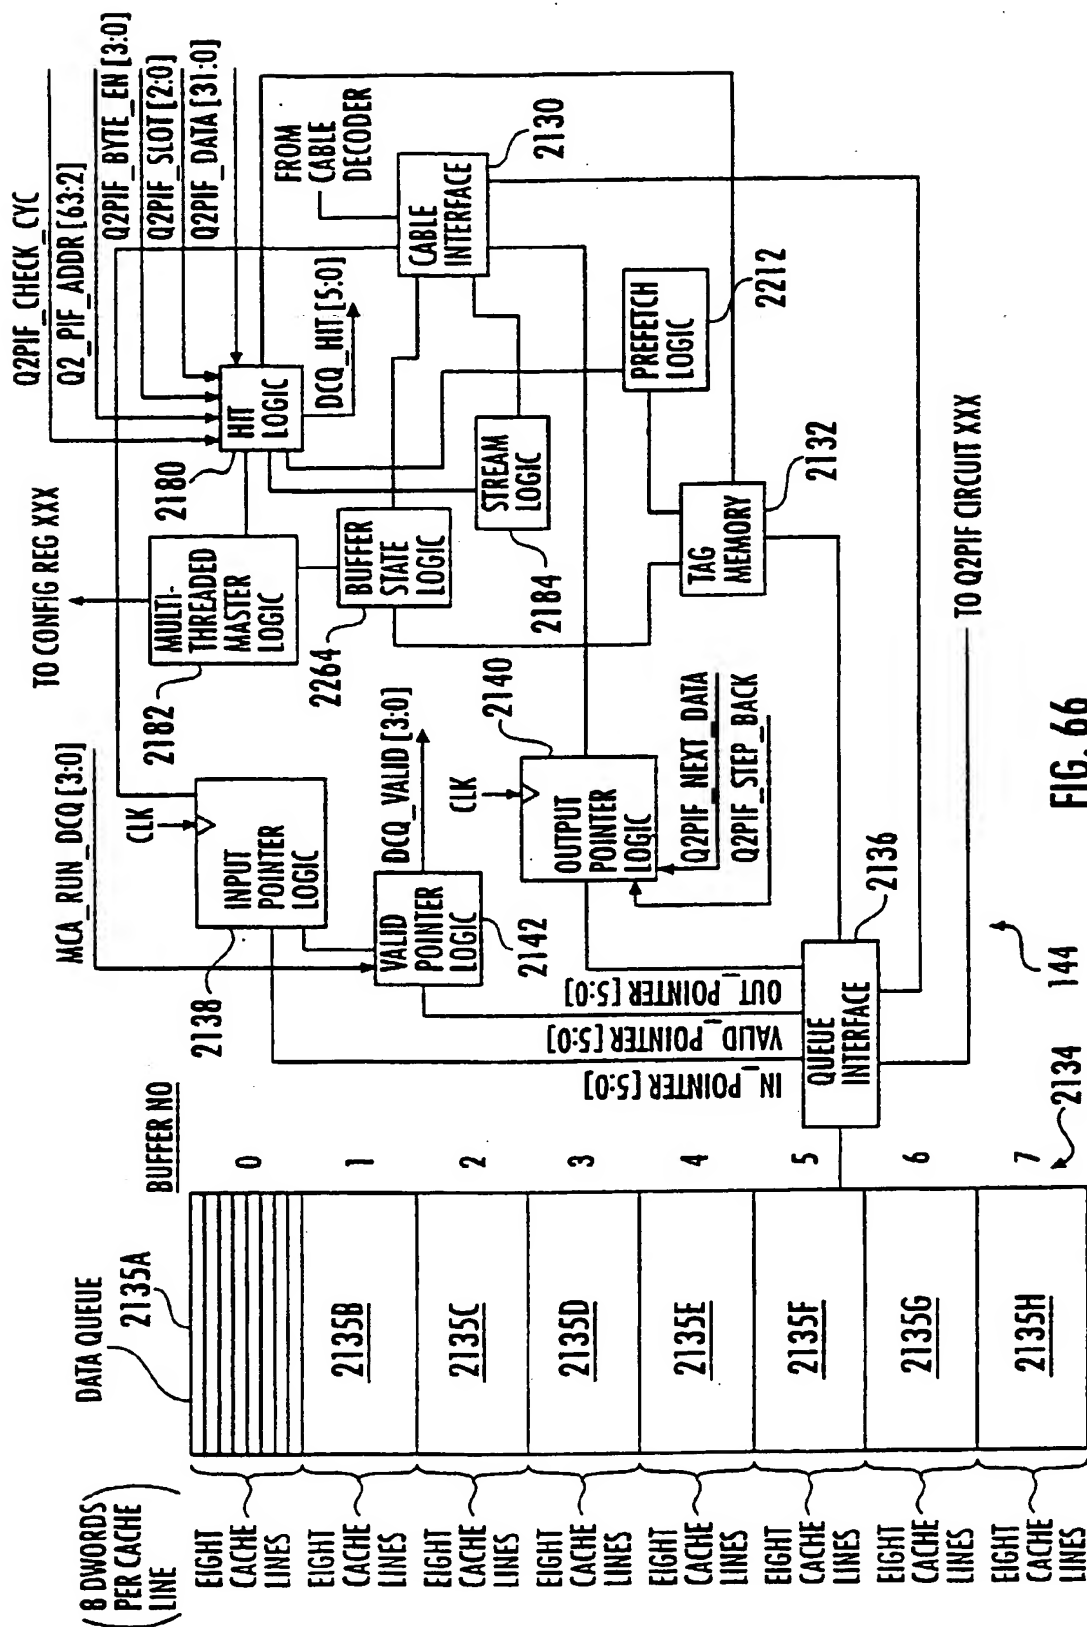 (8 DWORDS
PER CACHE
LINE)
DATA QUEUE
2135A
BUFFER NO
EIGHT
CACHE
LINES
0
EIGHT
CACHE
LINES
2135B
1
EIGHT
CACHE
LINES
2135C
2
EIGHT
CACHE
LINES
2135D
3
EIGHT
CACHE
LINES
2135E
4
EIGHT
CACHE
LINES
2135F
5
EIGHT
CACHE
LINES
2135G
6
EIGHT
CACHE
LINES
2135H
7
2134
MCA_RUN_DCQ [3:0]
CLK
INPUT
POINTER
LOGIC
2138
VALID
POINTER
LOGIC
2142
DCQ_VALID [3:0]
CLK
2140
OUTPUT
POINTER
LOGIC
Q2PIF_NEXT_DATA
Q2PIF_STEP_BACK
IN_POINTER [5:0]
VALID_POINTER [5:0]
OUT_POINTER [5:0]
QUEUE
INTERFACE
2136
144
TO CONFIG REG XXX
MULTI-
THREADED
MASTER
LOGIC
2182
2180
HIT
LOGIC
Q2PIF_CHECK_CYC
Q2_PIF_ADDR [63:2]
Q2PIF_BYTE_EN [3:0]
Q2PIF_SLOT [2:0]
Q2PIF_DATA [31:0]
DCQ_HIT [5:0]
BUFFER
STATE
LOGIC
2264
STREAM
LOGIC
2184
FROM
CABLE
DECODER
CABLE
INTERFACE
2130
PREFETCH
LOGIC
2212
TAG
MEMORY
2132
TO Q2PIF CIRCUIT XXX
FIG. 66